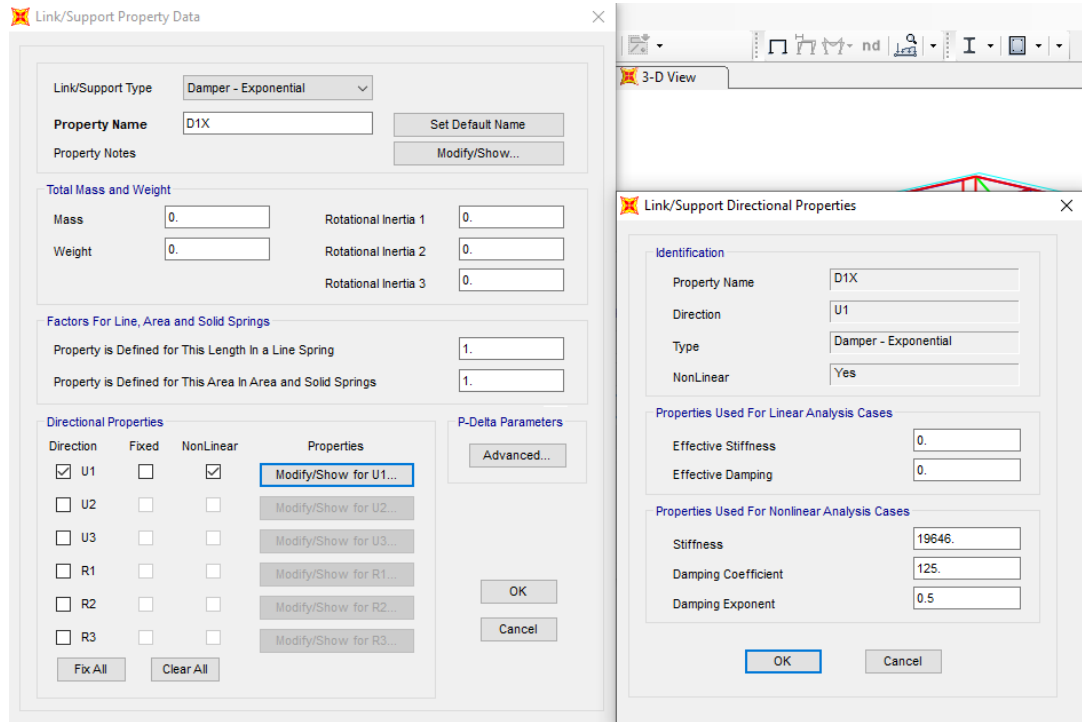 Link/Support Property Data
Link/Support Type
Damper - Exponential
Property Name
D1X
Set Default Name
Property Notes
Modify/Show...
Total Mass and Weight
Mass
0.
Rotational Inertia 1
0.
Weight
0.
Rotational Inertia 2
0.
Rotational Inertia 3
0.
Factors For Line, Area and Solid Springs
Property is Defined for This Length In a Line Spring
1.
Property is Defined for This Area In Area and Solid Springs
1.
Directional Properties
Direction Fixed NonLinear Properties
U1
Modify/Show for U1...
U2
Modify/Show for U2...
U3
Modify/Show for U3...
R1
Modify/Show for R1...
R2
Modify/Show for R2...
R3
Modify/Show for R3...
Fix All
Clear All
P-Delta Parameters
Advanced...
OK
Cancel
nd
3-D View
Link/Support Directional Properties
Identification
Property Name
D1X
Direction
U1
Type
Damper - Exponential
NonLinear
Yes
Properties Used For Linear Analysis Cases
Effective Stiffness
0.
Effective Damping
0.
Properties Used For Nonlinear Analysis Cases
Stiffness
19646.
Damping Coefficient
125.
Damping Exponent
0.5
OK
Cancel